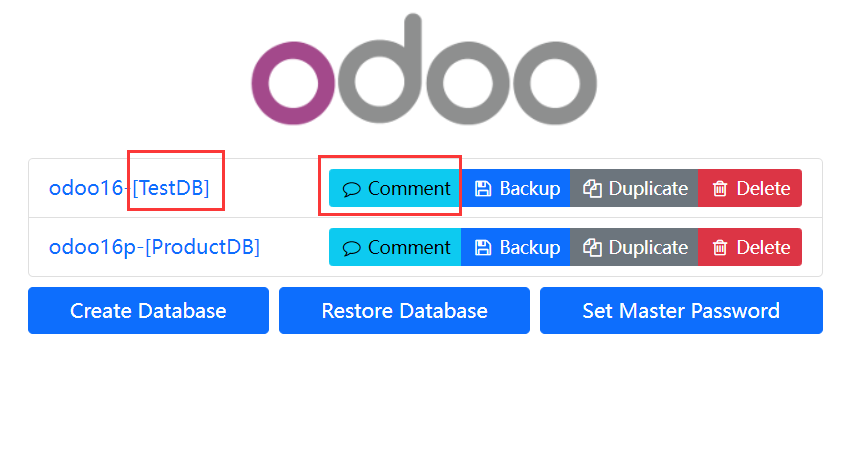 odoo
odoo16-[TestDB] Comment Backup Duplicate Delete
odoo16p-[ProductDB] Comment Backup Duplicate Delete
Create Database Restore Database Set Master Password